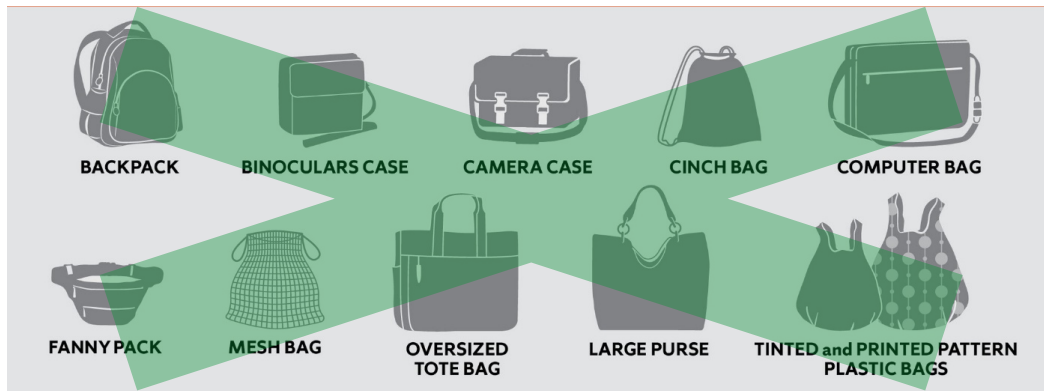 BACKPACK
BINOCULARS CASE
CAMERA CASE
CINCH BAG
COMPUTER BAG
FANNY PACK
MESH BAG
OVERSIZED
TOTE BAG
LARGE PURSE
TINTED and PRINTED PATTERN
PLASTIC BAGS